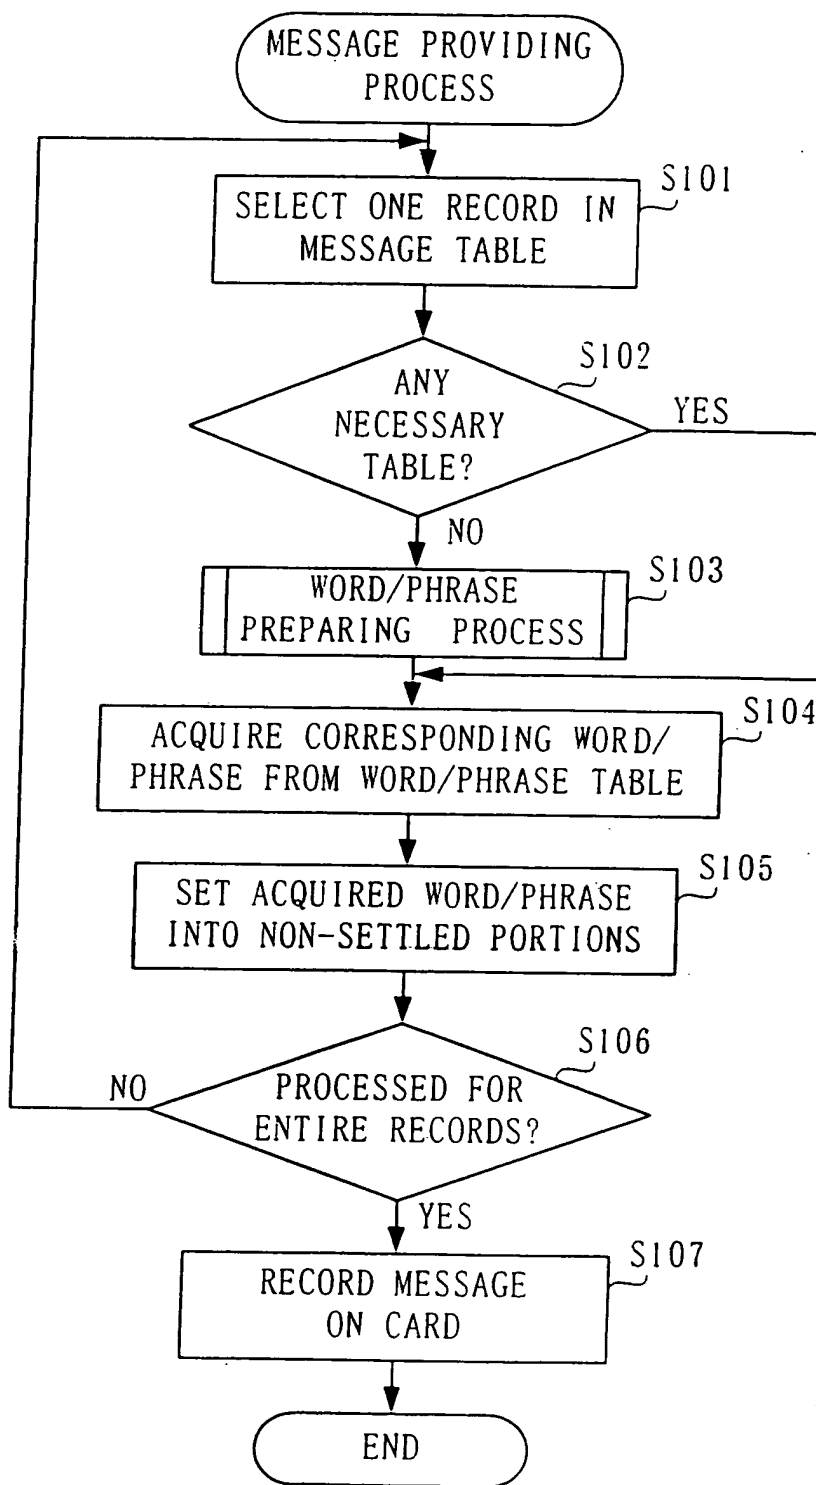 MESSAGE PROVIDING
PROCESS
S101
SELECT ONE RECORD IN
MESSAGE TABLE
S102
ANY
NECESSARY
TABLE?
YES
NO
S103
WORD/PHRASE
PREPARING PROCESS
S104
ACQUIRE CORRESPONDING WORD/
PHRASE FROM WORD/PHRASE TABLE
S105
SET ACQUIRED WORD/PHRASE
INTO NON-SETTLED PORTIONS
S106
NO
PROCESSED FOR
ENTIRE RECORDS?
YES
S107
RECORD MESSAGE
ON CARD
END